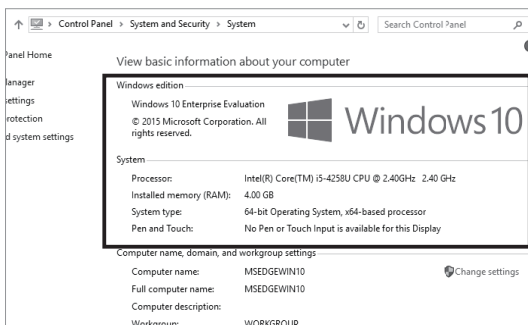 Control Panel > System and Security > System
Search Control Panel
Panel Home
View basic information about your computer
Manager
settings
protection
d system settings
Windows edition
Windows 10 Enterprise Evaluation
© 2015 Microsoft Corporation. All
rights reserved.
Windows 10
System
Processor: Intel(R) Core(TM) i5-4258U CPU @ 2.40GHz 2.40 GHz
Installed memory (RAM): 4.00 GB
System type: 64-bit Operating System, x64-based processor
Pen and Touch: No Pen or Touch Input is available for this Display
Computer name, domain, and workgroup settings
Computer name: MSEDGEWIN10
Change settings
Full computer name: MSEDGEWIN10
Computer description:
Workgroup: WORKGROUP